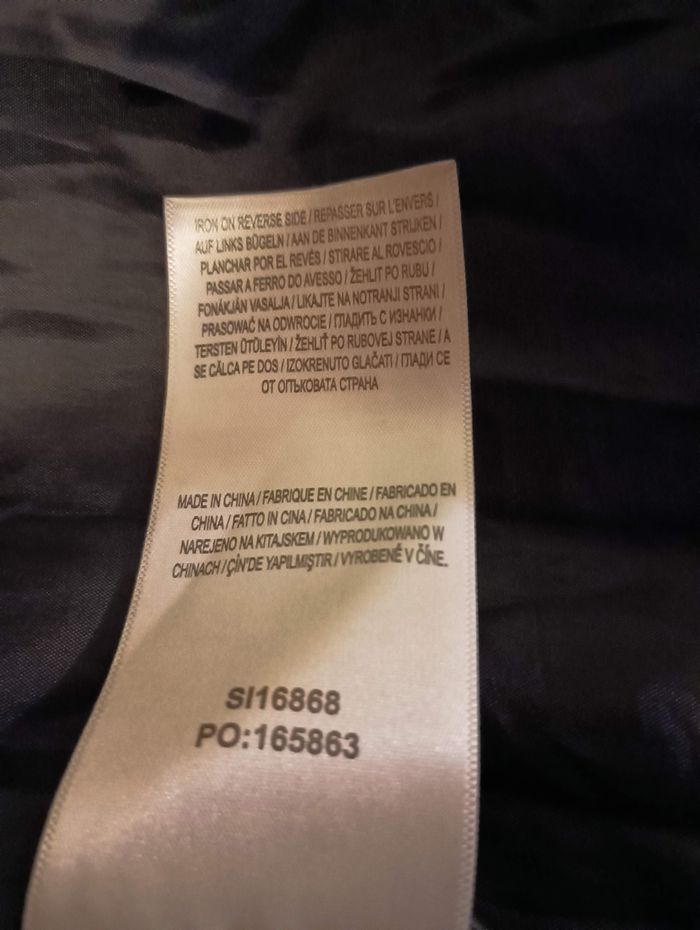 IRON ON REVERSE SIDE / REPASSER SUR L'ENVERS /
AUF LINKS BÜGELN / AAN DE BINNENKANT STRIJKEN /
PLANCHAR POR EL REVÉS / STIRARE AL ROVESCIO /
PASSAR A FERRO DO AVESSO / ŽEHLIT PO RUBU /
FONÁKJÁN VASALJA / LIKAJTE NA NOTRANJI STRANI /
PRASOWAĆ NA ODWROCIE / ГЛАДИТЬ С ИЗНАНКИ /
TERSTEN ÜTÜLEYİN / ŽEHLIŤ PO RUBOVEJ STRANE / A
SE CĂLCA PE DOS / IZOKRENUTO GLAČATI / ГЛАДИ СЕ
ОТ ОПЪКОВАТА СТРАНА
MADE IN CHINA / FABRIQUE EN CHINE / FABRICADO EN
CHINA / FATTO IN CINA / FABRICADO NA CHINA /
NAREJENO NA KITAJSKEM / WYPRODUKOWANO W
CHINACH / ÇİN'DE YAPILMIŞTIR / VYROBENÉ V ČÍNE.
SI16868
PO:165863